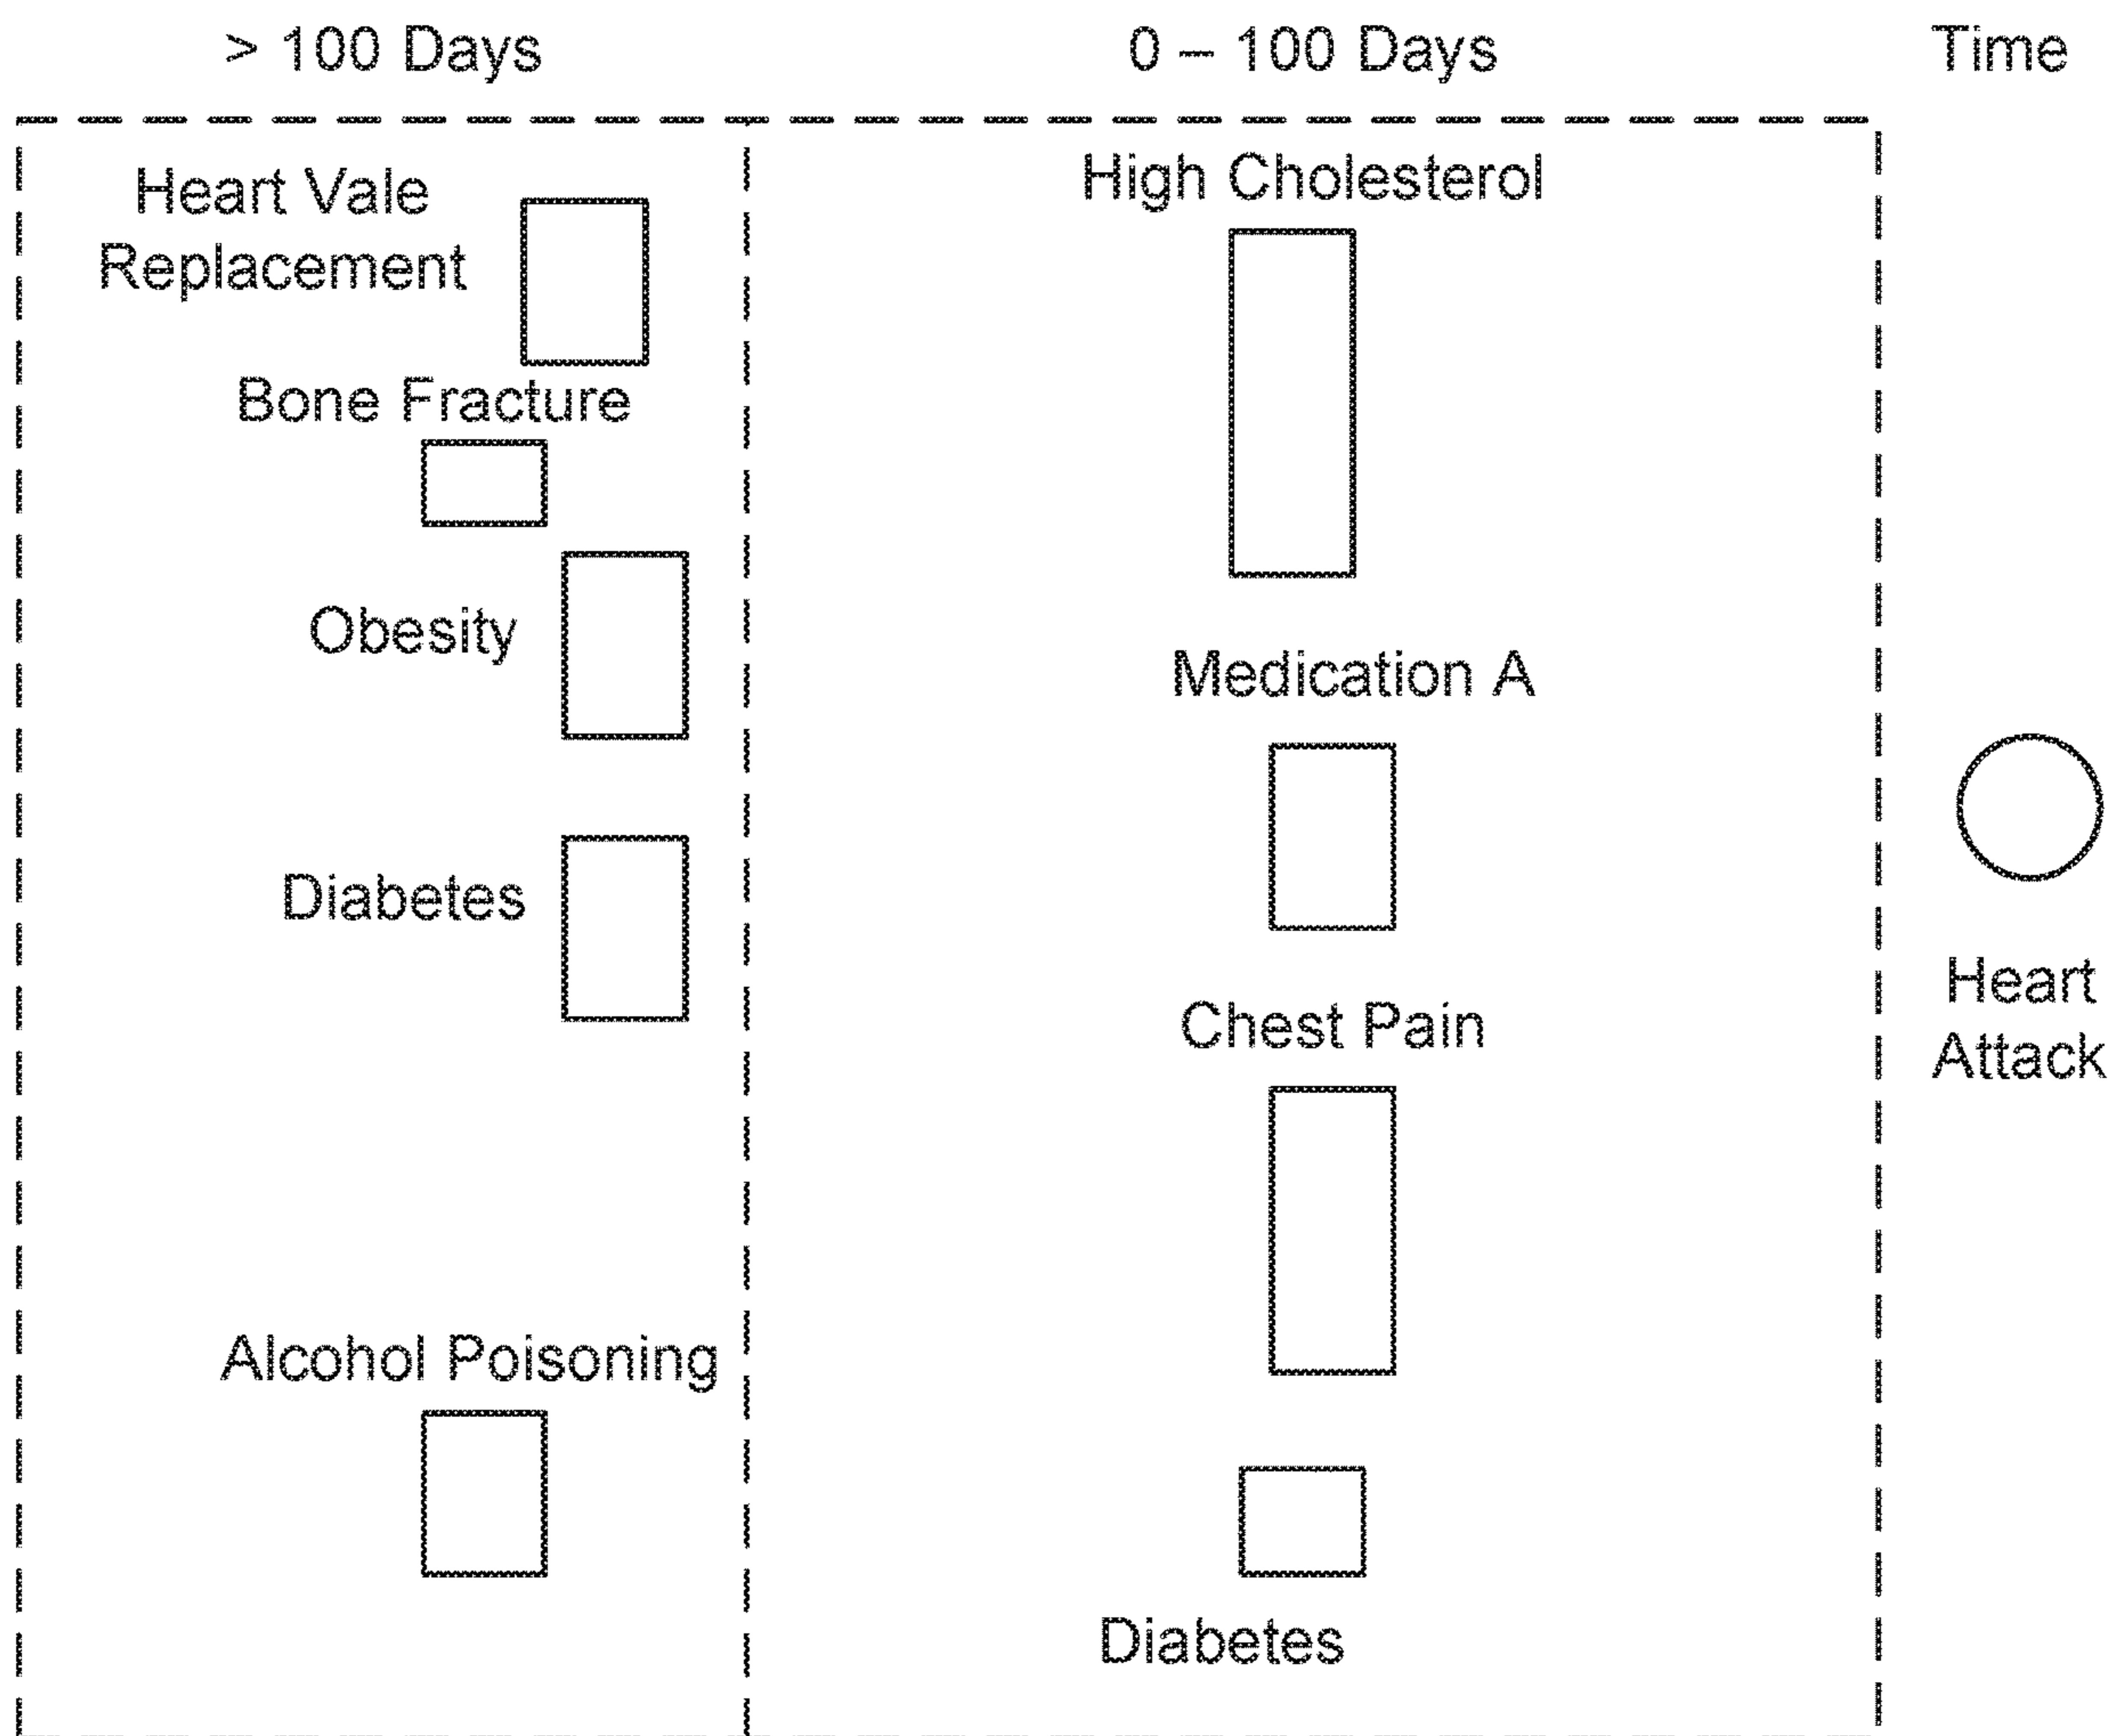 > 100 Days
0 – 100 Days
Time
Heart Vale
Replacement
Bone Fracture
Obesity
Diabetes
Alcohol Poisoning
High Cholesterol
Medication A
Chest Pain
Diabetes
Heart
Attack